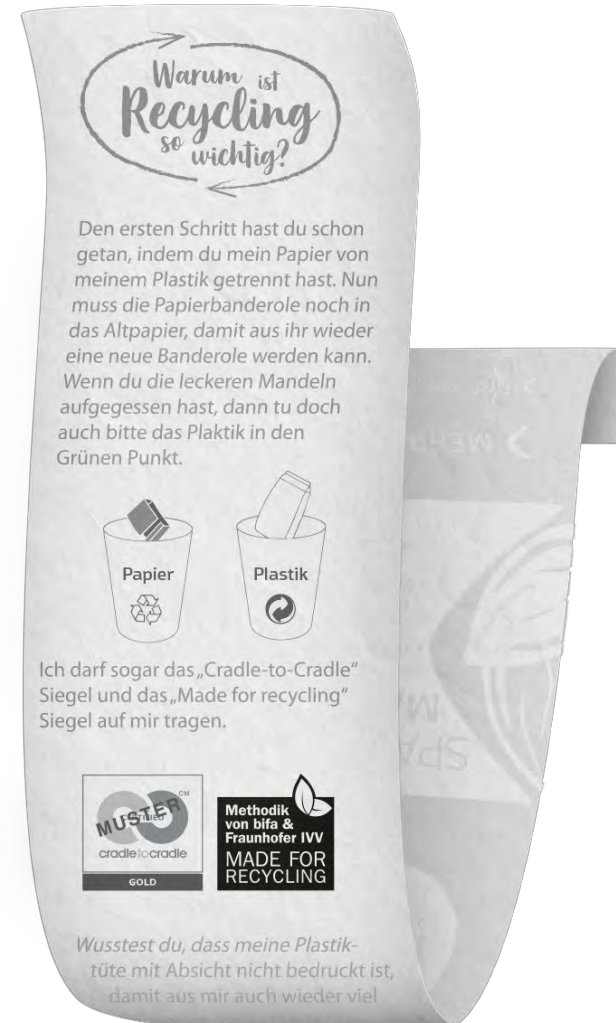 Warum ist
Recycling
so wichtig?
Den ersten Schritt hast du schon
getan, indem du mein Papier von
meinem Plastik getrennt hast. Nun
muss die Papierbanderole noch in
das Altpapier, damit aus ihr wieder
eine neue Banderole werden kann.
Wenn du die leckeren Mandeln
aufgegessen hast, dann tu doch
auch bitte das Plaktik in den
Grünen Punkt.
Papier
Plastik
Ich darf sogar das „Cradle-to-Cradle“
Siegel und das „Made for recycling“
Siegel auf mir tragen.
CM
MUSTER
cradletocradle
GOLD
Methodik
von bifa &
Fraunhofer IVV
MADE FOR
RECYCLING
Wusstest du, dass meine Plastik-
tüte mit Absicht nicht bedruckt ist,
damit aus mir auch wieder viel